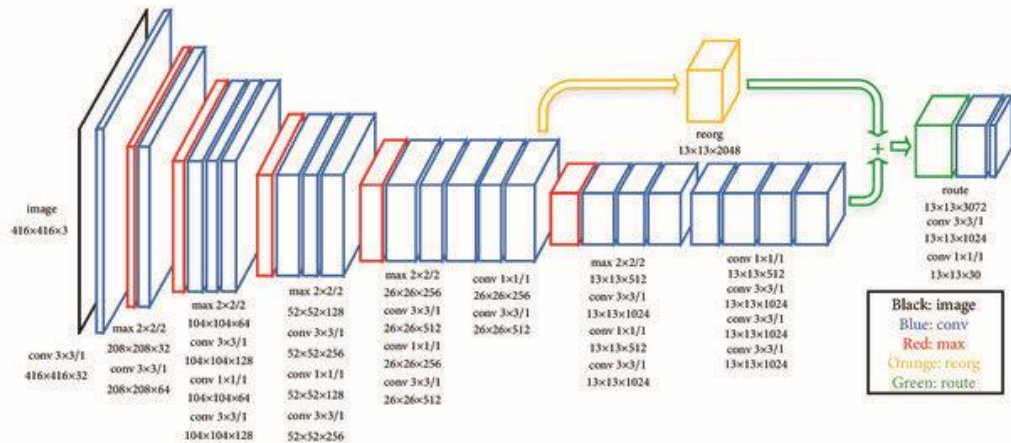 image
416×416×3
conv 3×3/1
416×416×32
max 2×2/2
208×208×32
conv 3×3/1
208×208×64
max 2×2/2
104×104×64
conv 3×3/1
104×104×128
conv 1×1/1
104×104×64
conv 3×3/1
104×104×128
max 2×2/2
52×52×128
conv 3×3/1
52×52×256
conv 1×1/1
52×52×128
conv 3×3/1
52×52×256
max 2×2/2
26×26×256
conv 3×3/1
26×26×512
conv 1×1/1
26×26×256
conv 3×3/1
26×26×512
conv 1×1/1
26×26×256
conv 3×3/1
26×26×512
reorg
13×13×2048
max 2×2/2
13×13×512
conv 3×3/1
13×13×1024
conv 1×1/1
13×13×512
conv 3×3/1
13×13×1024
conv 1×1/1
13×13×512
conv 3×3/1
13×13×1024
conv 3×3/1
13×13×1024
conv 3×3/1
13×13×1024
+
route
13×13×3072
conv 3×3/1
13×13×1024
conv 1×1/1
13×13×30
Black: image
Blue: conv
Red: max
Orange: reorg
Green: route